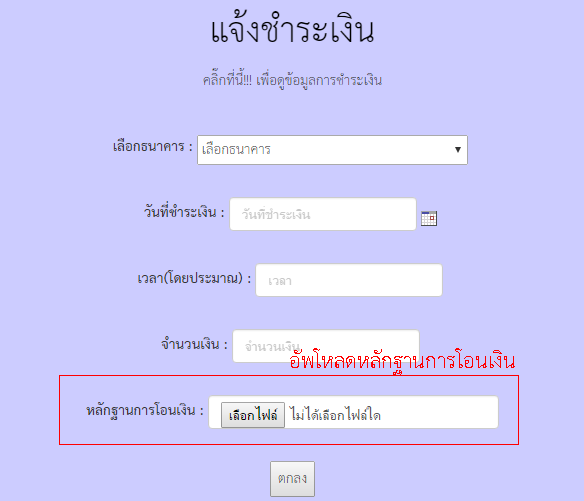 แจ้งชำระเงิน
คลิ๊กที่นี้!!! เพื่อดูข้อมูลการชำระเงิน
เลือกธนาคาร : เลือกธนาคาร
วันที่ชำระเงิน : วันที่ชำระเงิน
เวลา(โดยประมาณ) : เวลา
จำนวนเงิน : จำนวนเงิน
อัพโหลดหลักฐานการโอนเงิน
หลักฐานการโอนเงิน : เลือกไฟล์ ไม่ได้เลือกไฟล์ใด
ตกลง